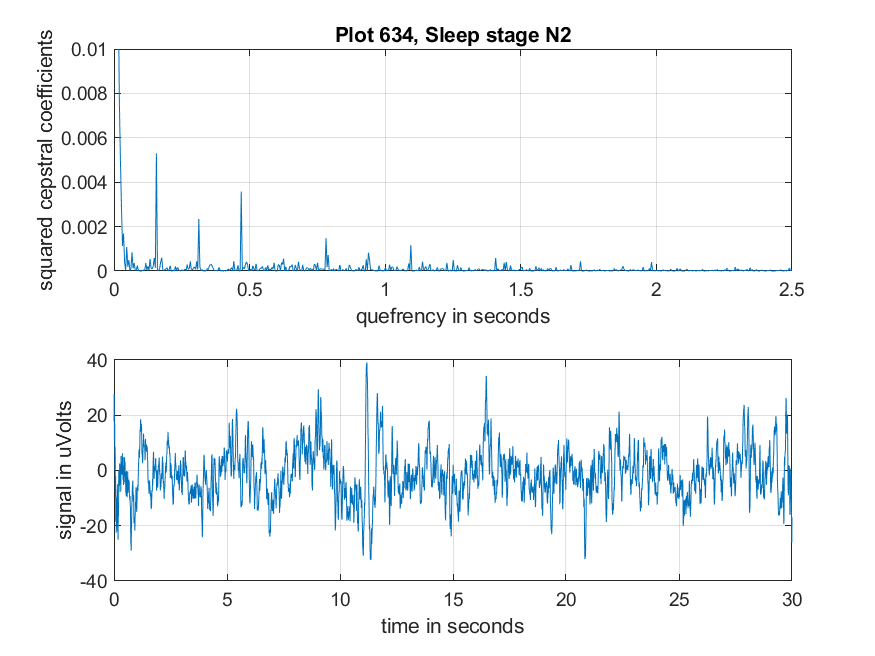 Plot 634, Sleep stage N2
squared cepstral coefficients
0.01
0.008
0.006
0.004
0.002
0
0 0.5 1 1.5 2 2.5
quefrency in seconds
signal in uVolts
40
20
0
-20
-40
0 5 10 15 20 25 30
time in seconds